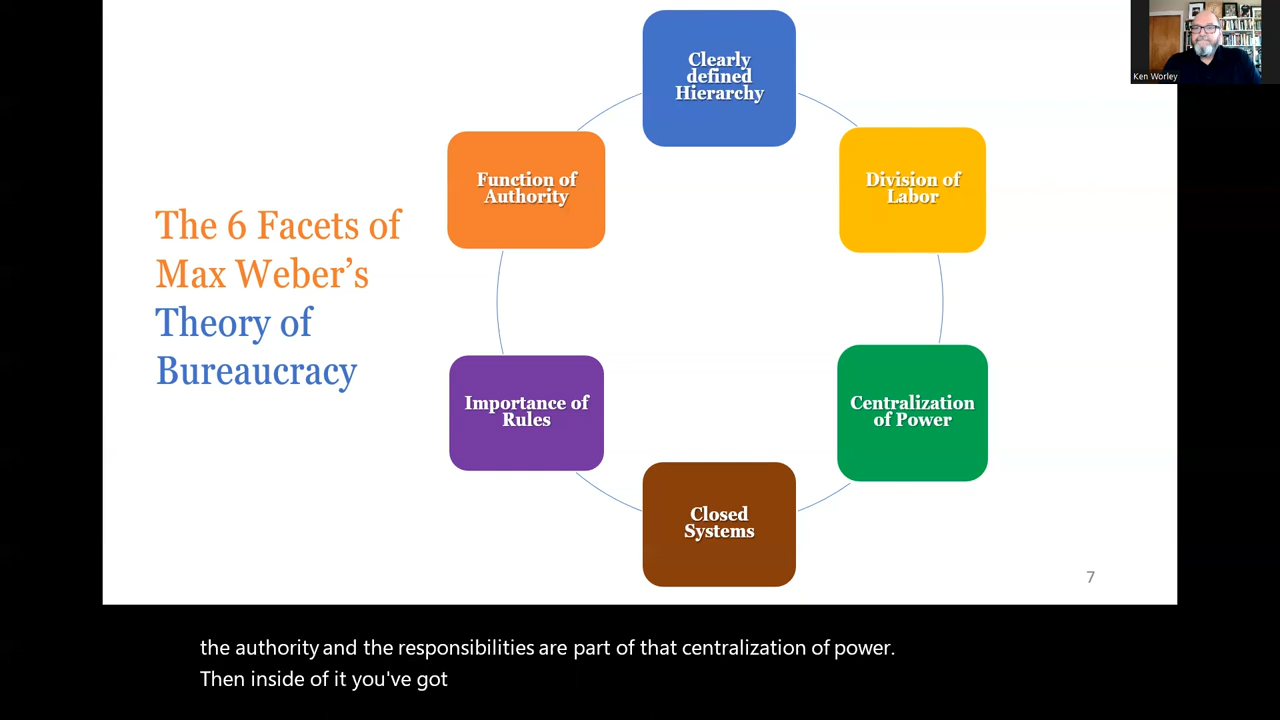 Ken Worley
The 6 Facets of
Max Weber’s
Theory of
Bureaucracy
Clearly
defined
Hierarchy
Division of
Labor
Centralization
of Power
Closed
Systems
Importance of
Rules
Function of
Authority
7
the authority and the responsibilities are part of that centralization of power.
Then inside of it you've got